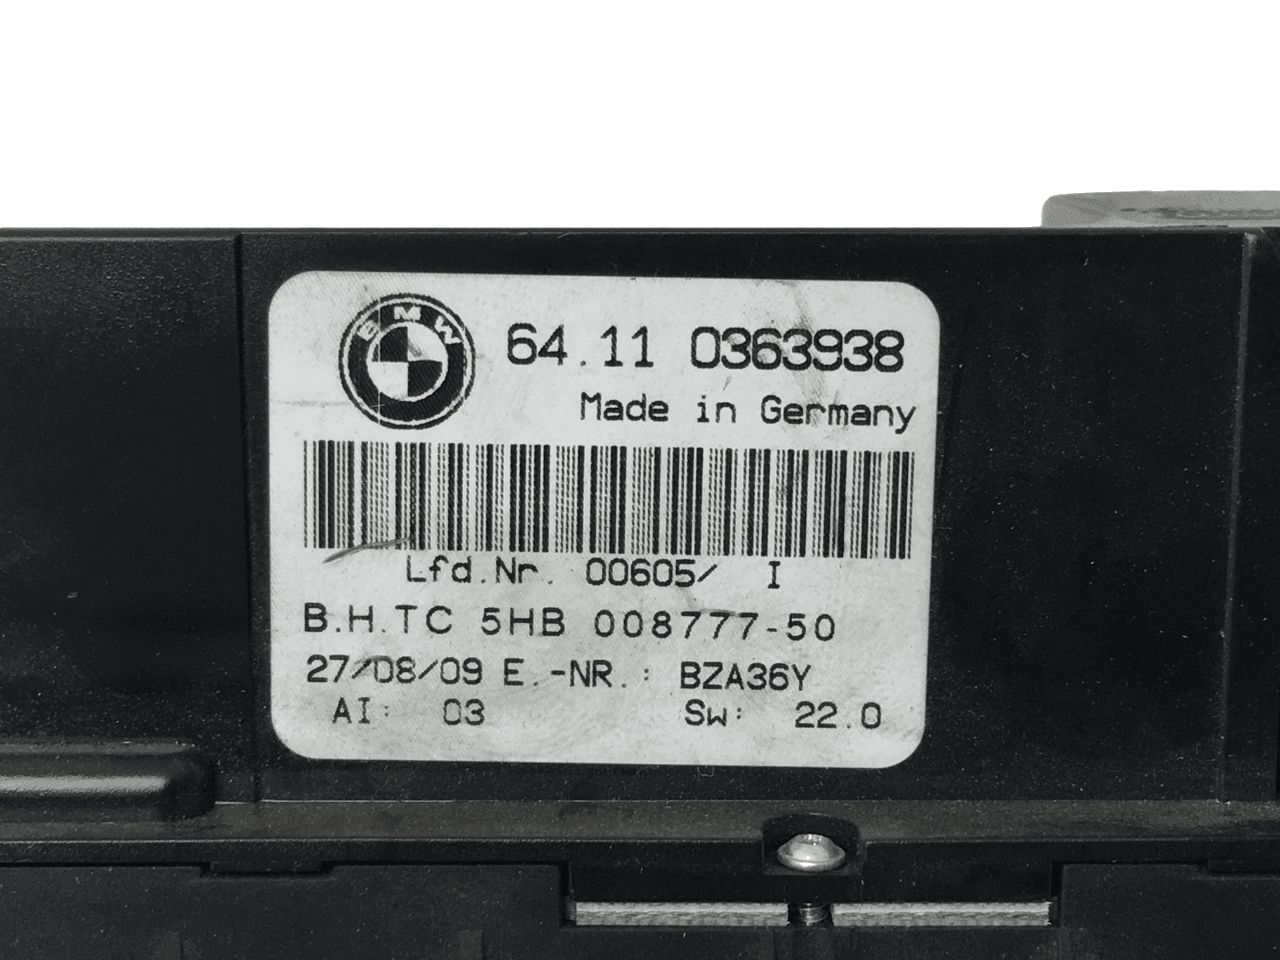 BMW
64.11 0363938
Made in Germany
Lfd.Nr. 00605/ I
B.H.TC 5HB 008777-50
27/08/09 E.-NR.: BZA36Y
AI: 03 Sw: 22.0